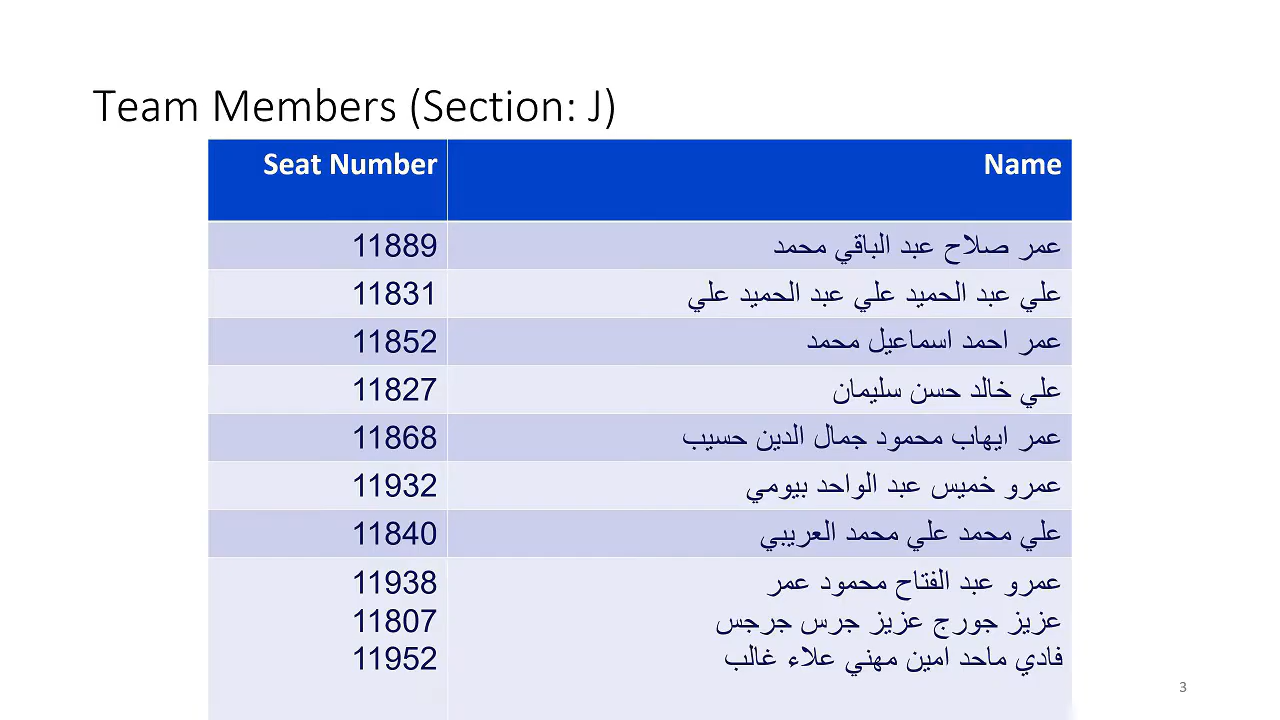 Team Members (Section: J)
Seat Number Name
11889 عمر صلاح عبد الباقي محمد
11831 علي عبد الحميد علي عبد الحميد علي
11852 عمر احمد اسماعيل محمد
11827 علي خالد حسن سليمان
11868 عمر ايهاب محمود جمال الدين حسيب
11932 عمرو خميس عبد الواحد بيومي
11840 علي محمد علي محمد العريبي
11938 عمرو عبد الفتاح محمود عمر
11807 عزيز جورج عزيز جرس جرجس
11952 فادي ماحد امين مهني علاء غالب
3